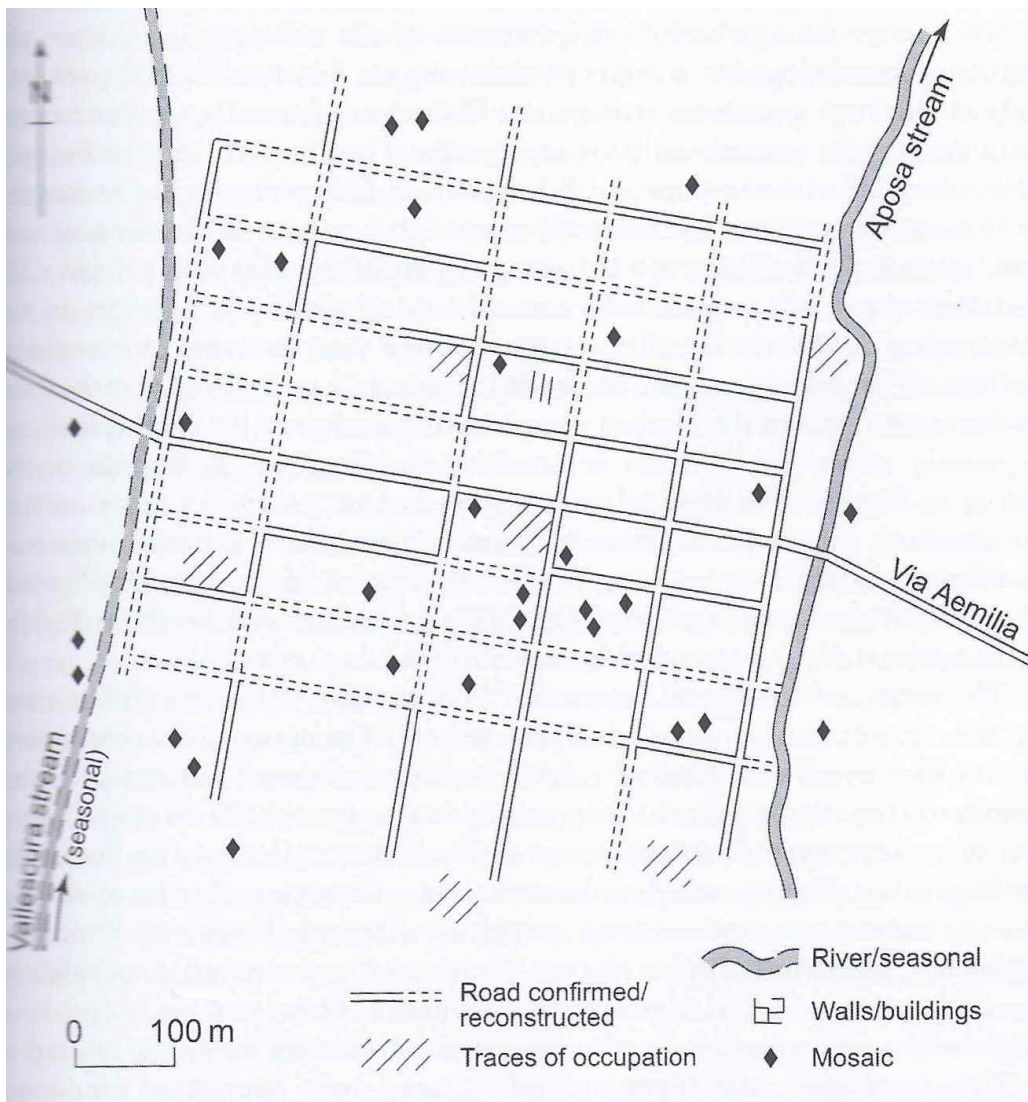 Aposa stream
Via Aemilia
Vallescura stream
(seasonal)
River/seasonal
Road confirmed/
reconstructed
Walls/buildings
Traces of occupation
Mosaic
0 100 m